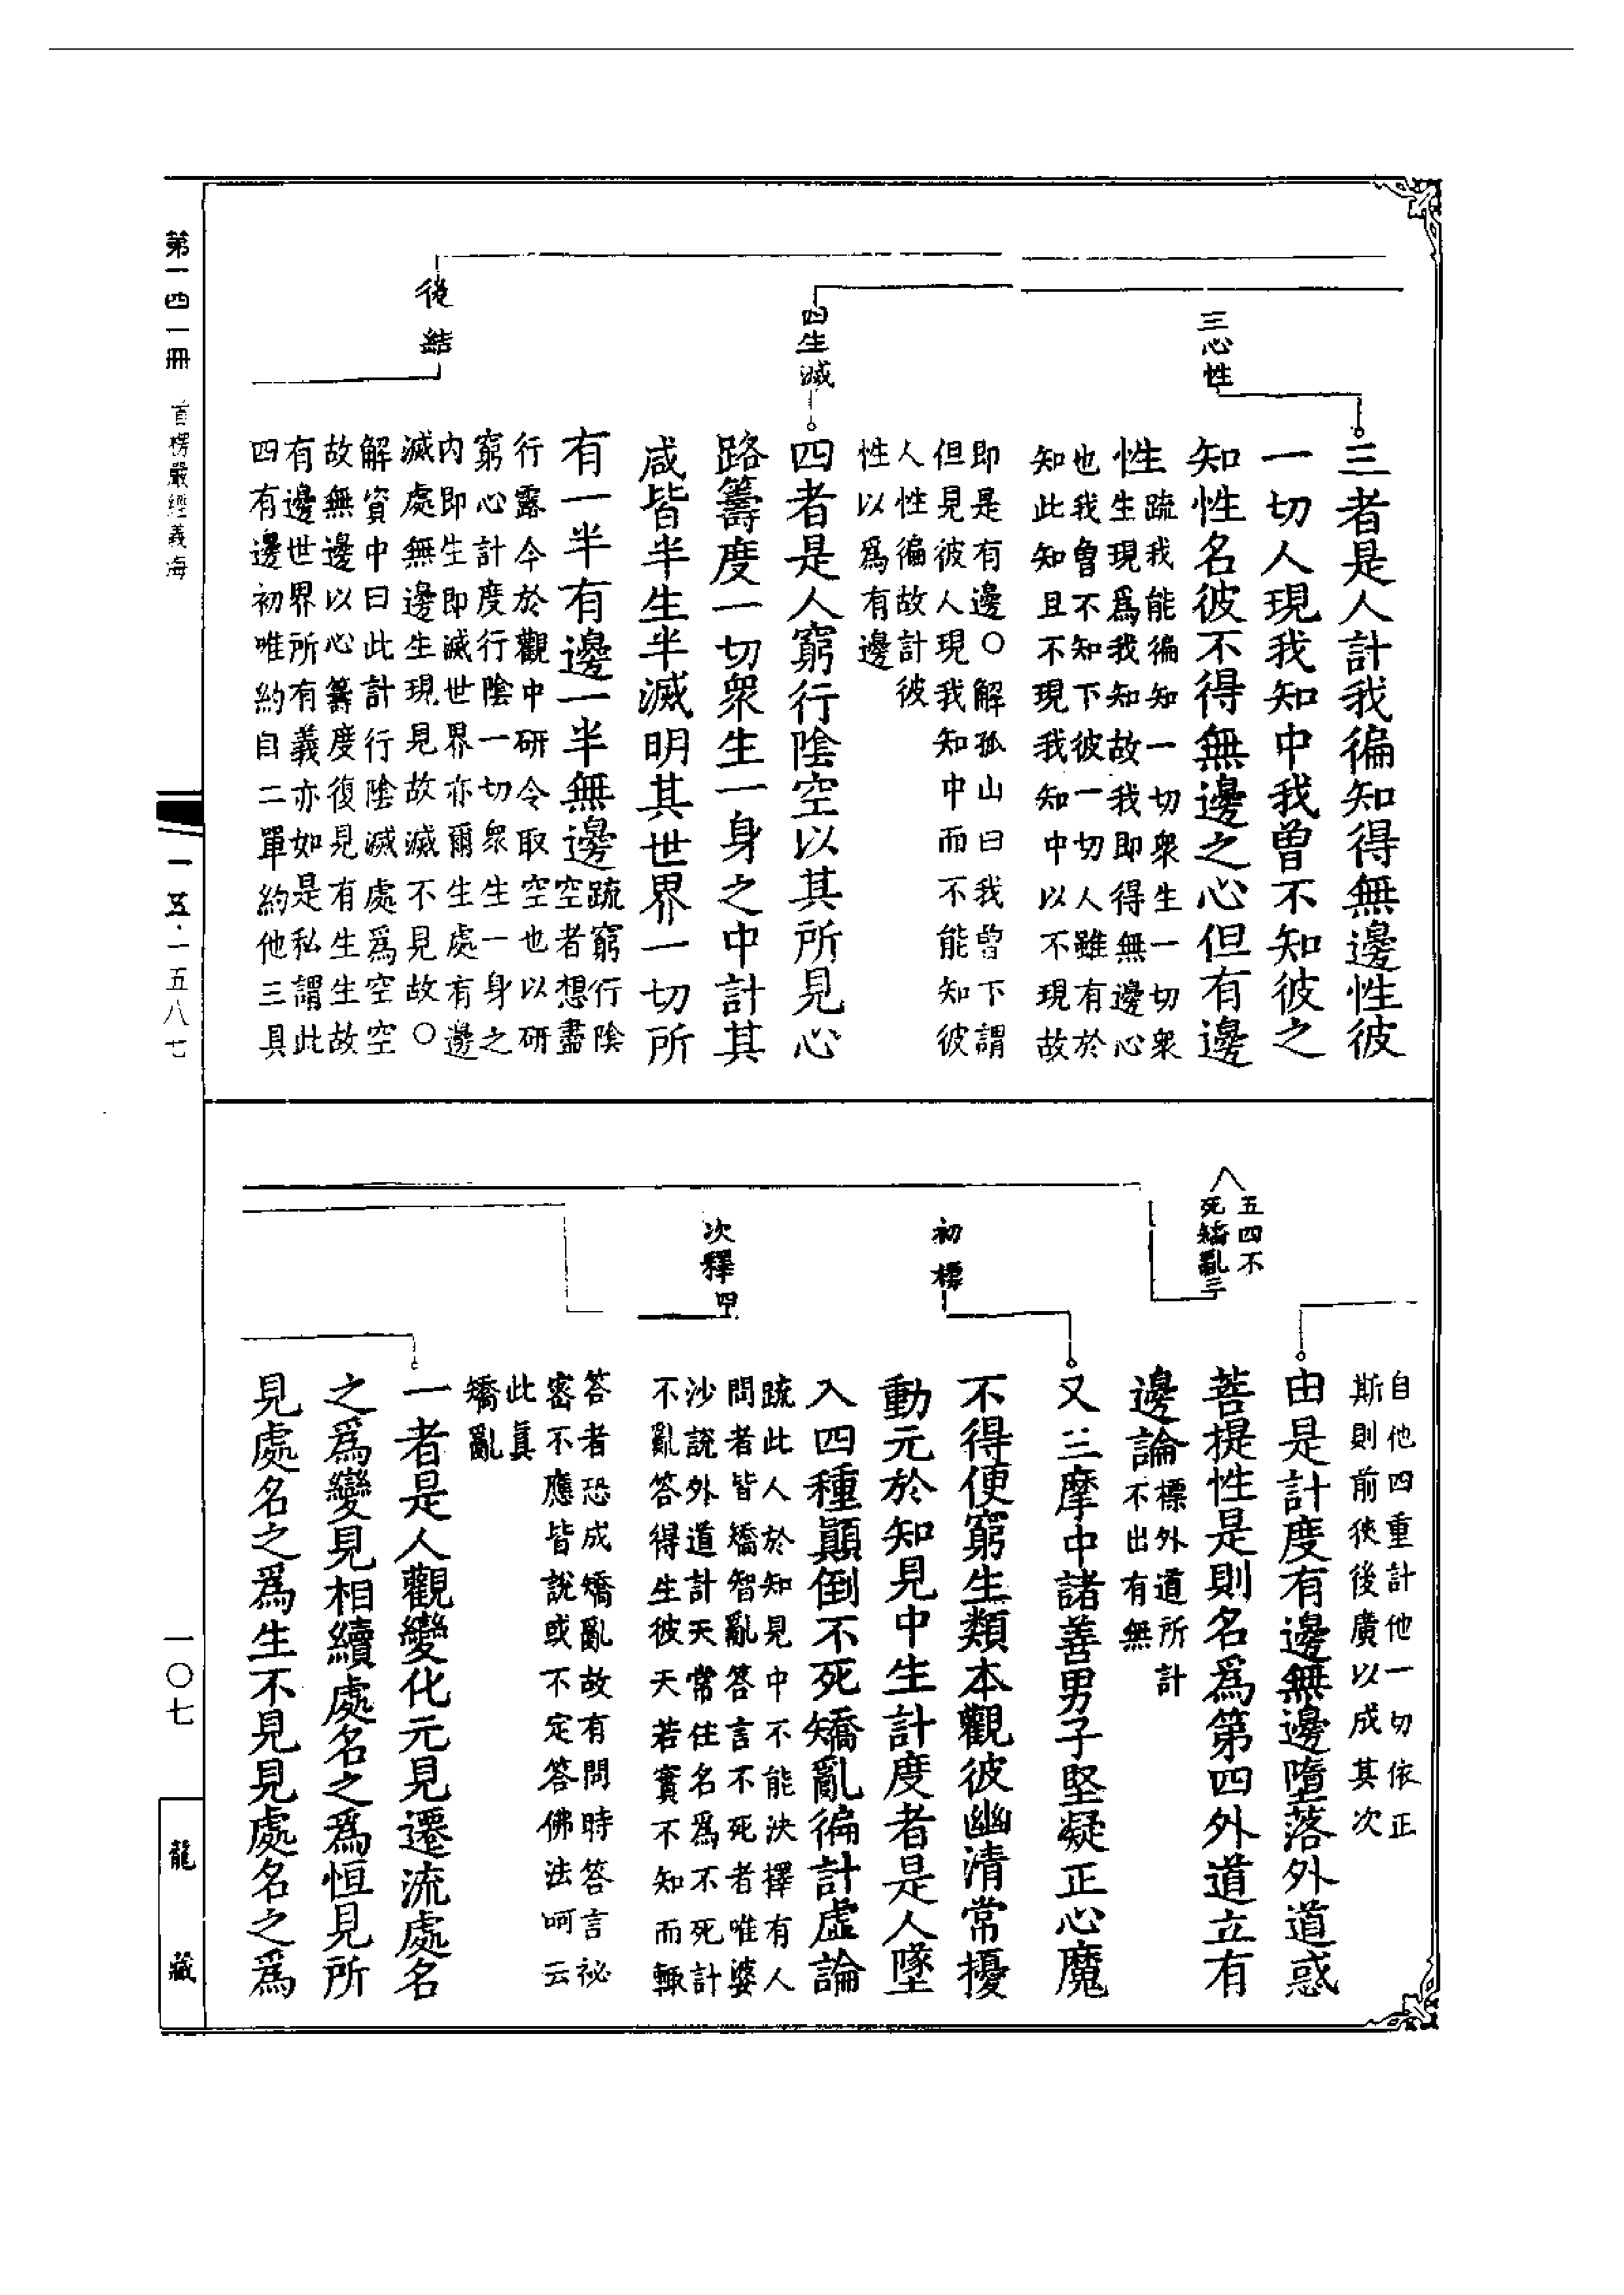 三心性
三者是人計我徧知得無邊性彼
一切人現我知中我曾不知彼之
知性名彼不得無邊之心但有邊
性
疏我能徧知一切衆生一切衆
生現爲我知故我即得無邊心
也我曾不知下彼一切人雖有於
知此知且不現我知中以不現故
即是有邊〇解孤山曰我曾下謂
但見彼人現我知中而不能知彼
人性徧故計彼
性以爲有邊
四生滅
四者是人窮行陰空以其所見心
路籌度一切衆生一身之中計其
咸皆半生半滅明其世界一切所
有一半有邊一半無邊
疏窮行陰
空者想盡
行露今於觀中研令取空也以研
窮心計度行陰一切衆生一身之
內即生即滅世界亦爾生處有邊
滅處無邊生現見故滅不見故〇
解資中曰此計行陰滅處爲空空
故無邊以心籌度復見有生生故
有邊世界所有義亦如是私謂此
四有邊初唯約自二單約他三具
後結
自他四重計他一切依正
斯則前狹後廣以成其次
由是計度有邊無邊墮落外道惑
菩提性是則名爲第四外道立有
邊論
標外道所計
不出有無
五四不
死矯亂三
初標
又三摩中諸善男子堅凝正心魔
不得便窮生類本觀彼幽清常擾
動元於知見中生計度者是人墜
入四種顛倒不死矯亂徧計虛論
疏此人於知見中不能決擇有人
問者皆矯智亂答言不死者唯婆
沙說外道計天常住名爲不死計
不亂答得生彼天若實不知而輒
答者恐成矯亂故有問時答言祕
密不應皆說或不定答佛法呵云
此真
矯亂
次釋四
一者是人觀變化元見遷流處名
之爲變見相續處名之爲恒見所
見處名之爲生不見見處名之爲
第一四一冊
首楞嚴經義海
一五·一五八七
一〇七
龍藏